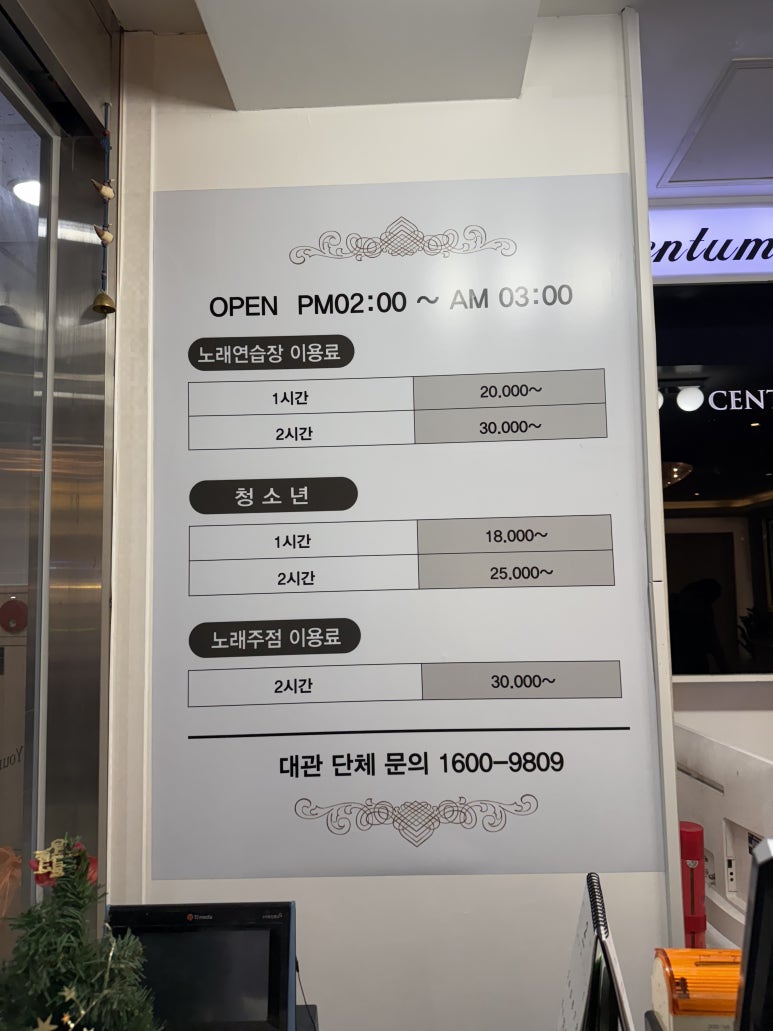 OPEN PM02:00 ~ AM 03:00
노래연습장 이용료
1시간 20.000~
2시간 30.000~
청 소 년
1시간 18.000~
2시간 25.000~
노래주점 이용료
2시간 30.000~
대관 단체 문의 1600-9809
entum
CENT
You
TJ media